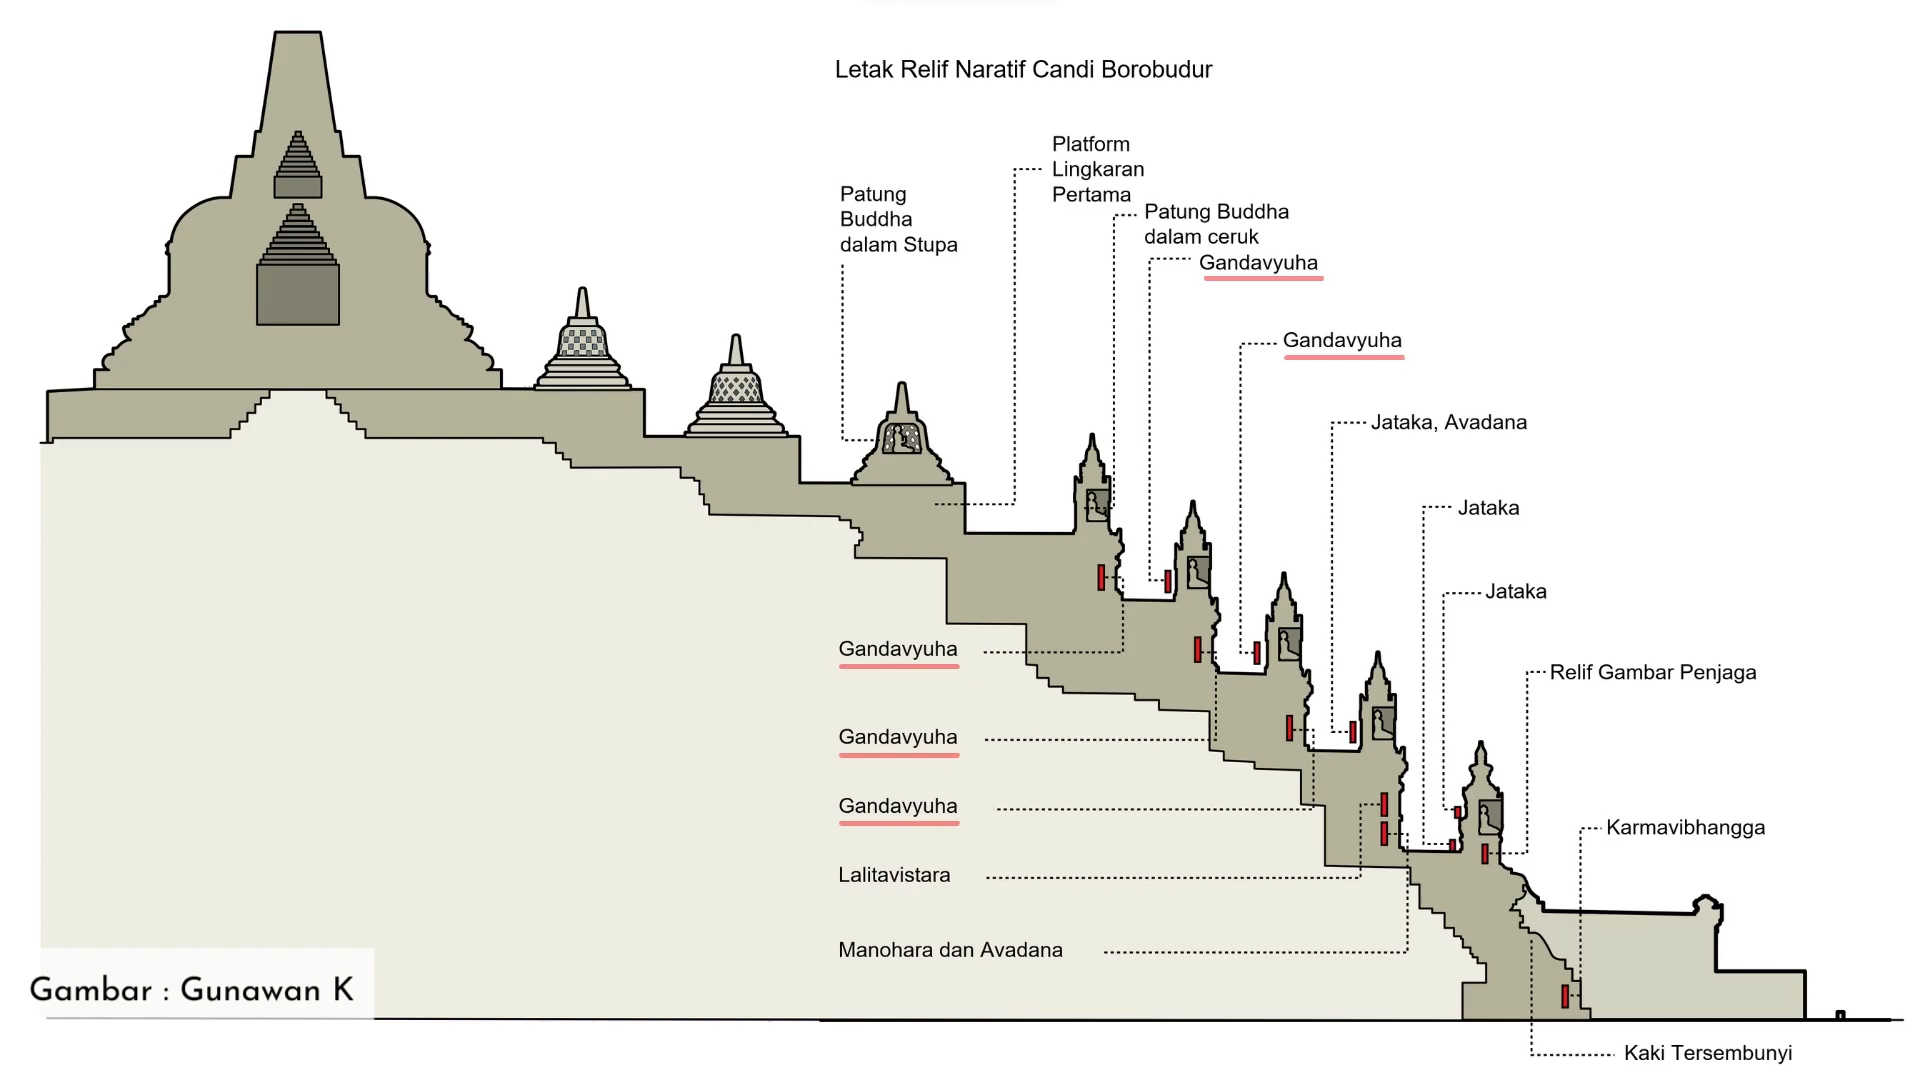 Letak Relif Naratif Candi Borobudur
Platform
Lingkaran
Pertama
Patung
Buddha
dalam Stupa
Patung Buddha
dalam ceruk
Gandavyuha
Gandavyuha
Jataka, Avadana
Jataka
Jataka
Relif Gambar Penjaga
Karmavibhangga
Gandavyuha
Gandavyuha
Gandavyuha
Lalitavistara
Manohara dan Avadana
Kaki Tersembunyi
Gambar : Gunawan K